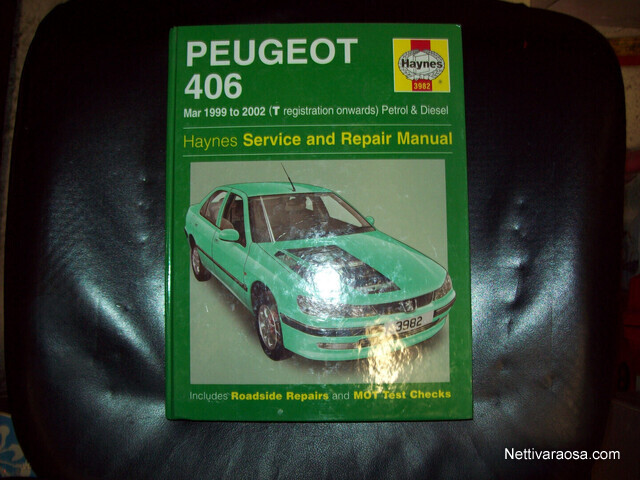 PEUGEOT
406
Haynes
3982
Mar 1999 to 2002 (T registration onwards) Petrol & Diesel
Haynes Service and Repair Manual
3982
Includes Roadside Repairs and MOT Test Checks
Nettivaraosa.com